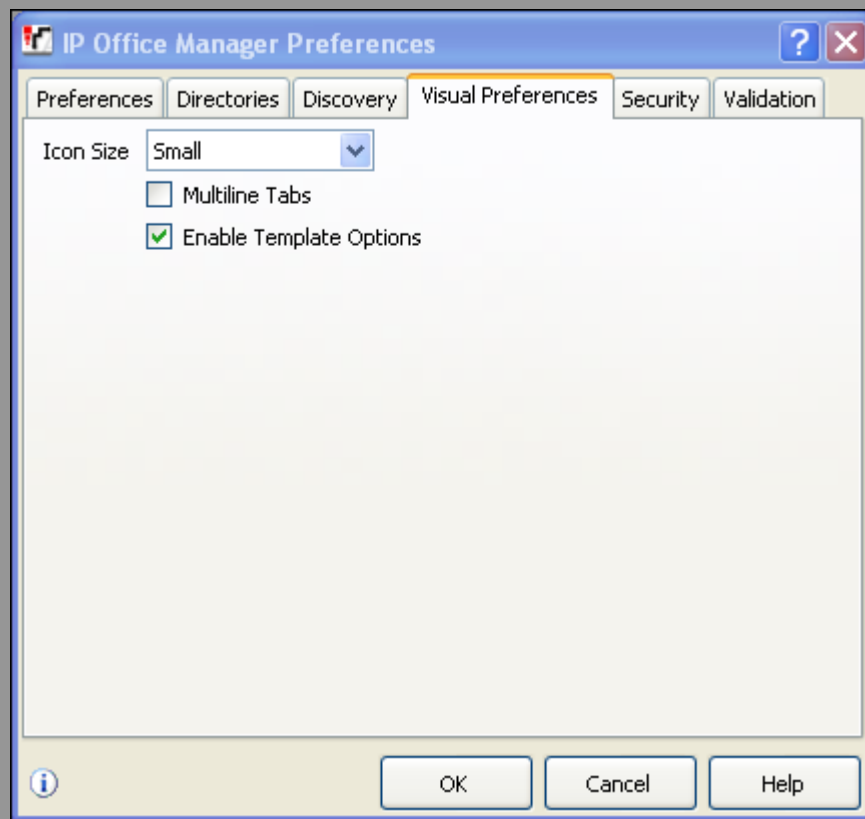 IP Office Manager Preferences
Preferences Directories Discovery Visual Preferences Security Validation
Icon Size Small
Multiline Tabs
Enable Template Options
OK Cancel Help